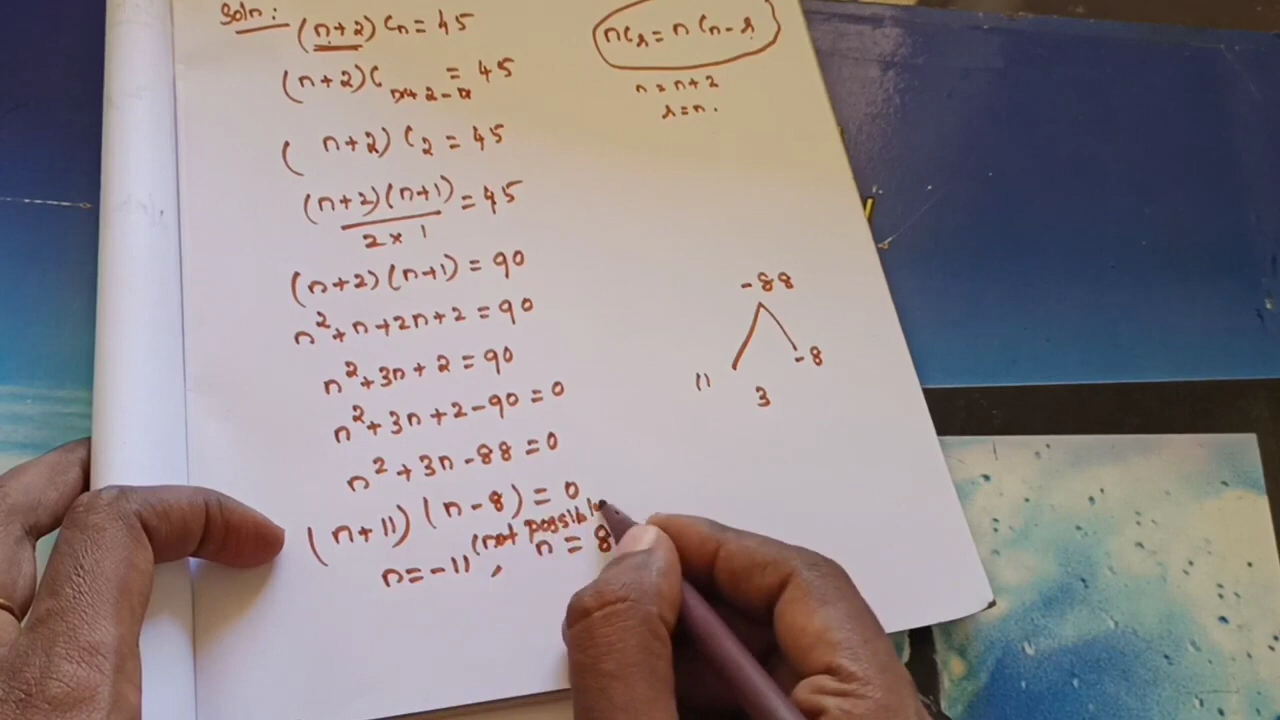 Soln:
(n+2) Cn = 45
(n+2) C n+2-n = 45
( n+2) C2 = 45
(n+2)(n+1) = 45
2 × 1
(n+2) (n+1) = 90
n²+n+2n+2 = 90
n²+3n+2 = 90
n²+3n+2-90 = 0
n²+3n-88 = 0
(n+11) (n-8) = 0
(not possible
n = -11 , n = 8
nCr = nCn-r
n = n+2
r = n.
-88
11 -8
3